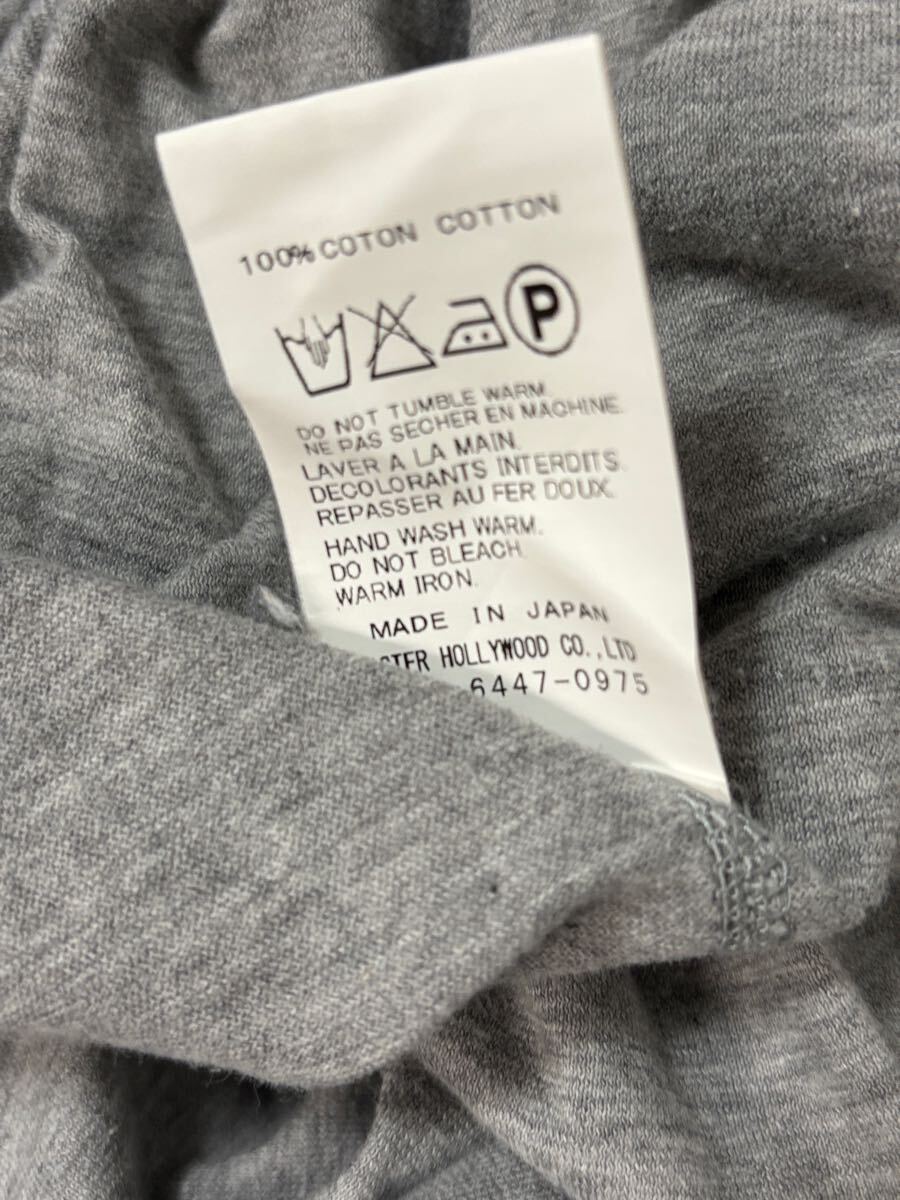 100% COTON COTTON
P
DO NOT TUMBLE WARM.
NE PAS SECHER EN MACHINE.
LAVER A LA MAIN.
DECOLORANTS INTERDITS.
REPASSER AU FER DOUX.
HAND WASH WARM.
DO NOT BLEACH.
WARM IRON.
MADE IN JAPAN
HOLLYWOOD CO.,LTD
6447-0975